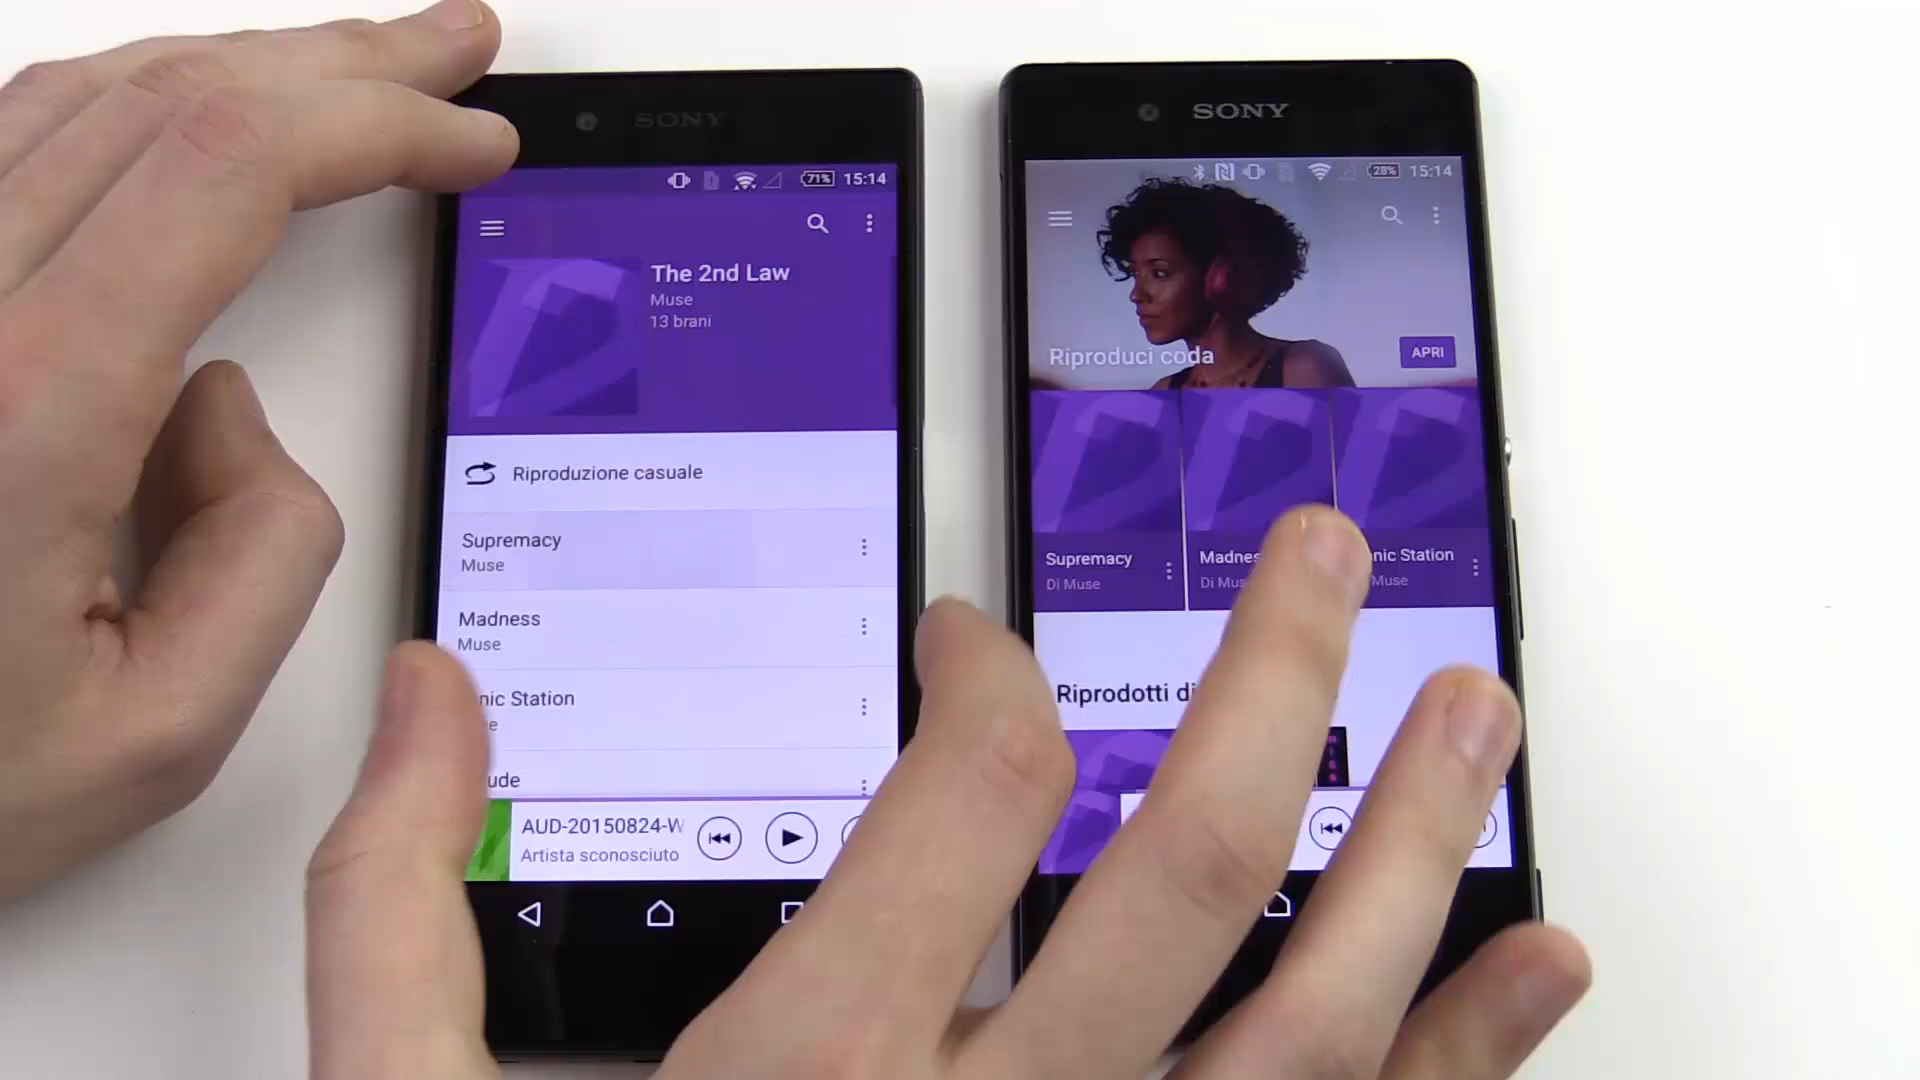 SONY
71% 15:14
The 2nd Law
Muse
13 brani
Riproduzione casuale
Supremacy
Muse
Madness
Muse
nic Station
AUD-20150824-W
Artista sconosciuto
SONY
28% 15:14
Riproduci coda
APRI
Supremacy
Di Muse
Madnes
Di Mus
nic Station
Muse
Riprodotti di